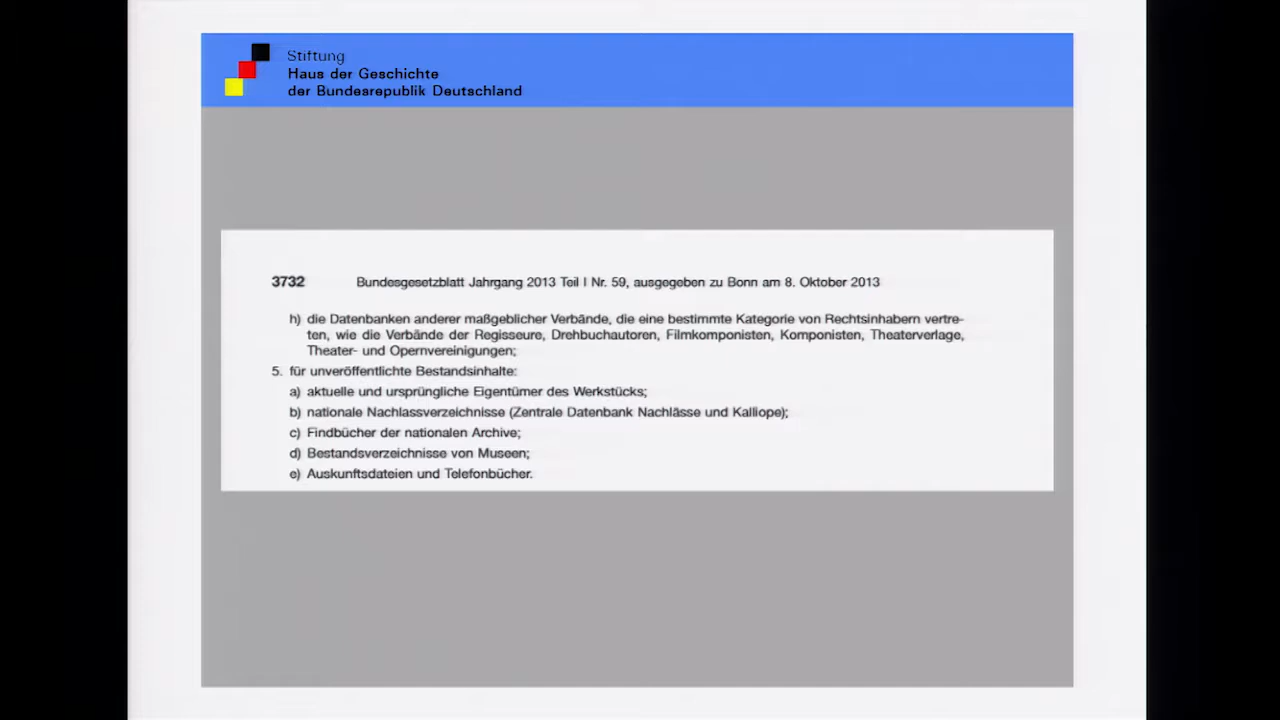 Stiftung
Haus der Geschichte
der Bundesrepublik Deutschland
3732 Bundesgesetzblatt Jahrgang 2013 Teil I Nr. 59, ausgegeben zu Bonn am 8. Oktober 2013
h) die Datenbanken anderer maßgeblicher Verbände, die eine bestimmte Kategorie von Rechtsinhabern vertre-
ten, wie die Verbände der Regisseure, Drehbuchautoren, Filmkomponisten, Komponisten, Theaterverlage,
Theater- und Opernvereinigungen;
5. für unveröffentlichte Bestandsinhalte:
a) aktuelle und ursprüngliche Eigentümer des Werkstücks;
b) nationale Nachlassverzeichnisse (Zentrale Datenbank Nachlässe und Kalliope);
c) Findbücher der nationalen Archive;
d) Bestandsverzeichnisse von Museen;
e) Auskunftsdateien und Telefonbücher.